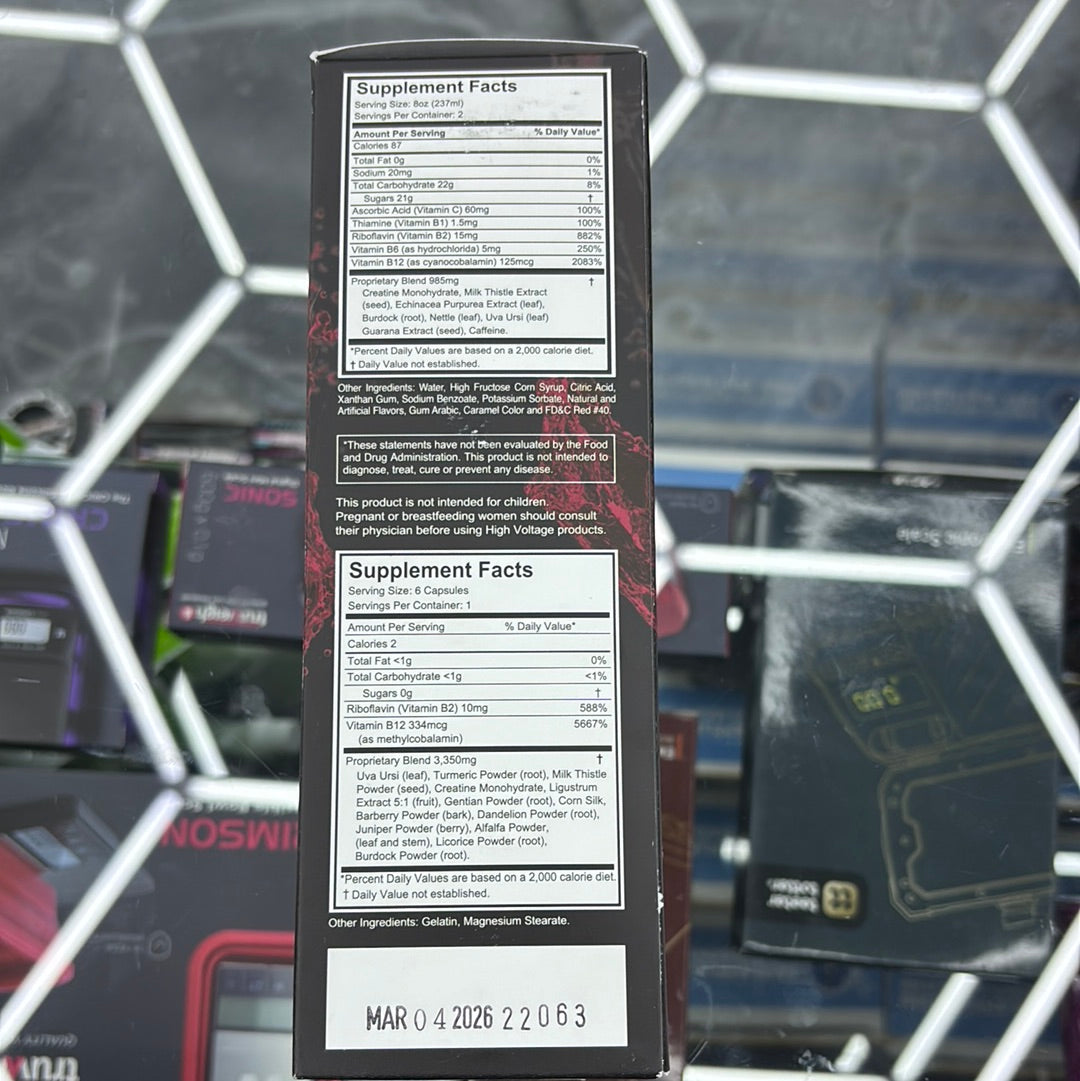 Supplement Facts
Serving Size: 8oz (237ml)
Servings Per Container: 2
Amount Per Serving % Daily Value*
Calories 87
Total Fat 0g 0%
Sodium 20mg 1%
Total Carbohydrate 22g 8%
Sugars 21g †
Ascorbic Acid (Vitamin C) 60mg 100%
Thiamine (Vitamin B1) 1.5mg 100%
Riboflavin (Vitamin B2) 15mg 882%
Vitamin B6 (as hydrochlorida) 5mg 250%
Vitamin B12 (as cyanocobalamin) 125mcg 2083%
Proprietary Blend 985mg †
Creatine Monohydrate, Milk Thistle Extract
(seed), Echinacea Purpurea Extract (leaf),
Burdock (root), Nettle (leaf), Uva Ursi (leaf)
Guarana Extract (seed), Caffeine.
*Percent Daily Values are based on a 2,000 calorie diet.
† Daily Value not established.
Other Ingredients: Water, High Fructose Corn Syrup, Citric Acid,
Xanthan Gum, Sodium Benzoate, Potassium Sorbate, Natural and
Artificial Flavors, Gum Arabic, Caramel Color and FD&C Red #40.
*These statements have not been evaluated by the Food
and Drug Administration. This product is not intended to
diagnose, treat, cure or prevent any disease.
This product is not intended for children.
Pregnant or breastfeeding women should consult
their physician before using High Voltage products.
Supplement Facts
Serving Size: 6 Capsules
Servings Per Container: 1
Amount Per Serving % Daily Value*
Calories 2
Total Fat <1g 0%
Total Carbohydrate <1g <1%
Sugars 0g †
Riboflavin (Vitamin B2) 10mg 588%
Vitamin B12 334mcg 5667%
(as methylcobalamin)
Proprietary Blend 3,350mg †
Uva Ursi (leaf), Turmeric Powder (root), Milk Thistle
Powder (seed), Creatine Monohydrate, Ligustrum
Extract 5:1 (fruit), Gentian Powder (root), Corn Silk,
Barberry Powder (bark), Dandelion Powder (root),
Juniper Powder (berry), Alfalfa Powder,
(leaf and stem), Licorice Powder (root),
Burdock Powder (root).
*Percent Daily Values are based on a 2,000 calorie diet.
† Daily Value not established.
Other Ingredients: Gelatin, Magnesium Stearate.
MAR 04 2026 22063
SONIC
truweigh